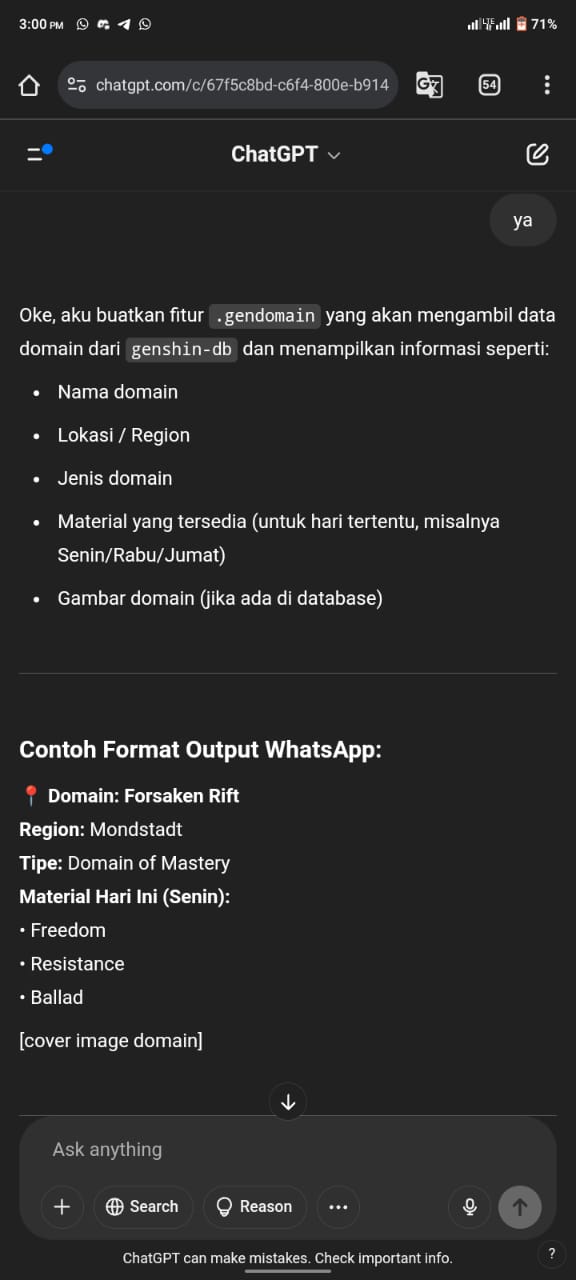 3:00 PM
LTE
71%
chatgpt.com/c/67f5c8bd-c6f4-800e-b914
54
ChatGPT
ya
Oke, aku buatkan fitur .gendomain yang akan mengambil data
domain dari genshin-db dan menampilkan informasi seperti:
• Nama domain
• Lokasi / Region
• Jenis domain
• Material yang tersedia (untuk hari tertentu, misalnya
Senin/Rabu/Jumat)
• Gambar domain (jika ada di database)
Contoh Format Output WhatsApp:
📍 Domain: Forsaken Rift
Region: Mondstadt
Tipe: Domain of Mastery
Material Hari Ini (Senin):
• Freedom
• Resistance
• Ballad
[cover image domain]
Ask anything
Search
Reason
ChatGPT can make mistakes. Check important info.
?